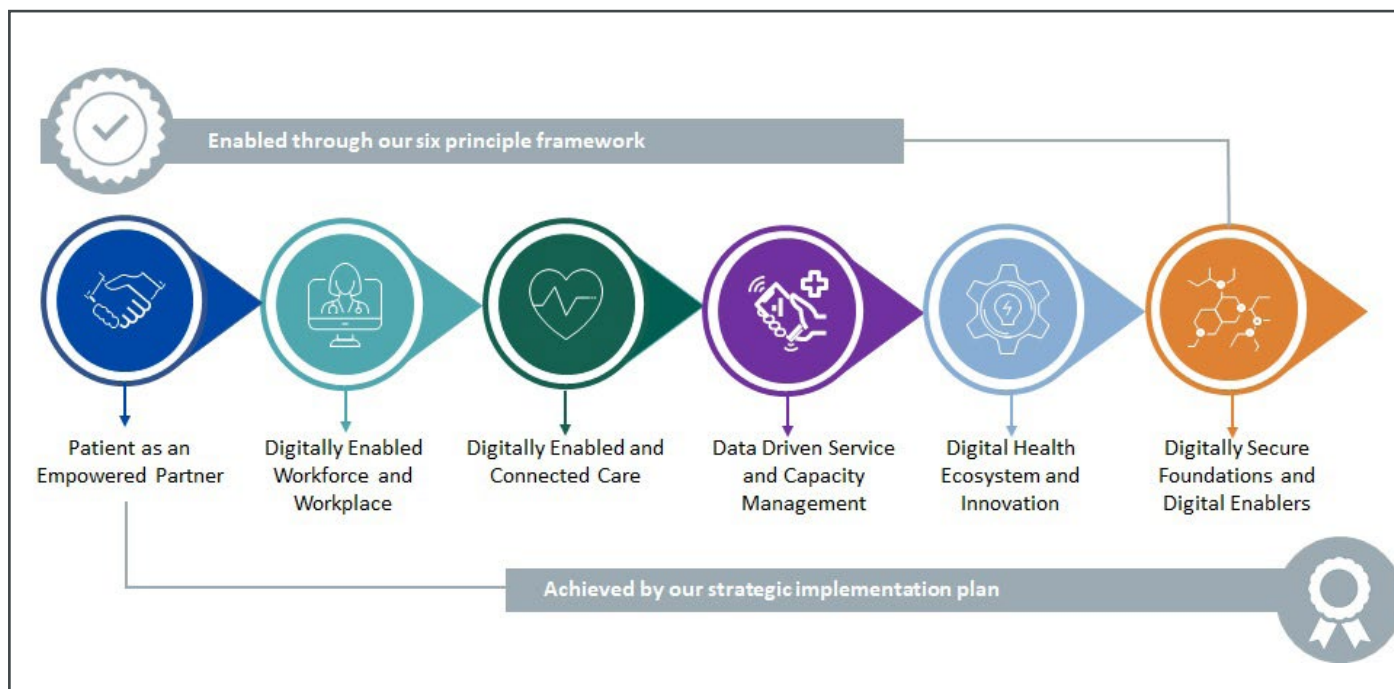 Enabled through our six principle framework
Patient as an
Empowered Partner
Digitally Enabled
Workforce and
Workplace
Digitally Enabled and
Connected Care
Data Driven Service
and Capacity
Management
Digital Health
Ecosystem and
Innovation
Digitally Secure
Foundations and
Digital Enablers
Achieved by our strategic implementation plan